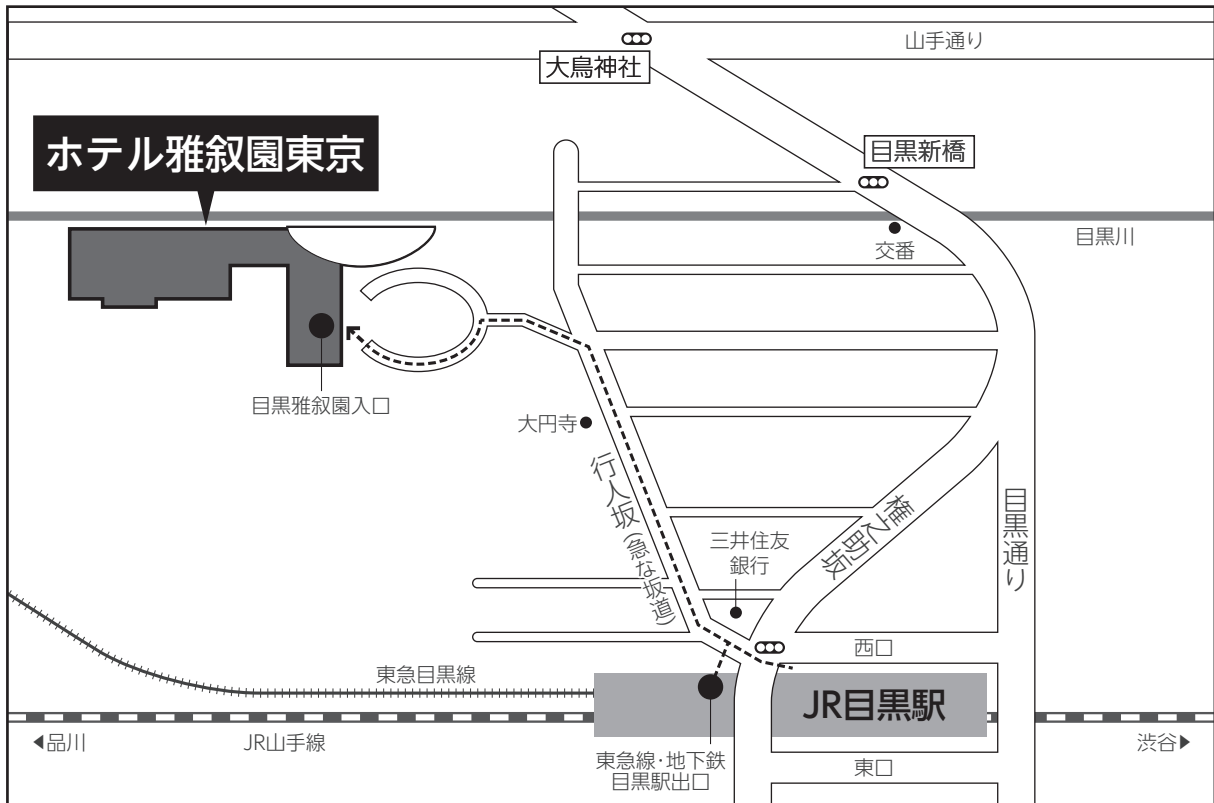 山手通り
大鳥神社
ホテル雅叙園東京
目黒新橋
目黒川
交番
目黒雅叙園入口
大円寺
行人坂(急な坂道)
権之助坂
目黒通り
三井住友
銀行
西口
東急目黒線
JR目黒駅
◀品川
JR山手線
渋谷▶
東急線・地下鉄
目黒駅出口
東口